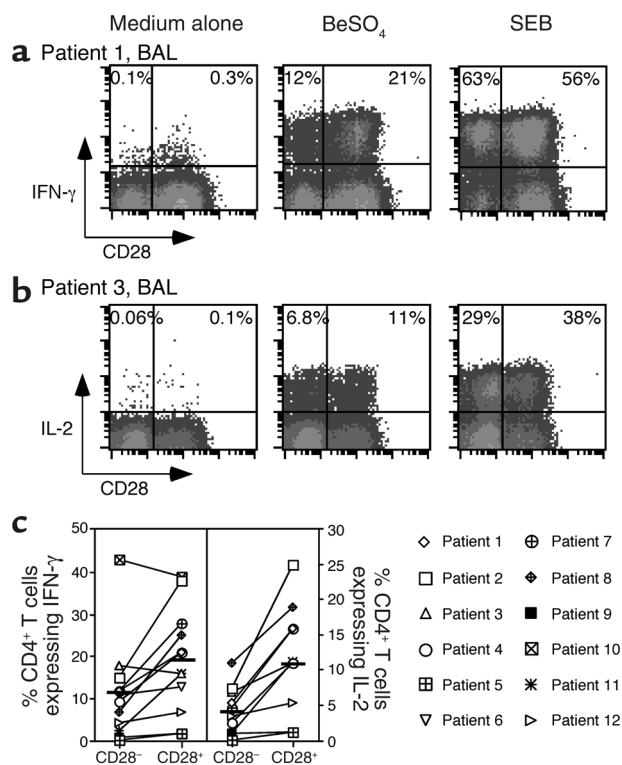 Medium alone BeSO4 SEB
a Patient 1, BAL
0.1% 0.3% 12% 21% 63% 56%
IFN-γ
CD28
b Patient 3, BAL
0.06% 0.1% 6.8% 11% 29% 38%
IL-2
CD28
c
% CD4+ T cells
expressing IFN-γ
50
40
30
20
10
0
CD28− CD28+ CD28− CD28+
30
25
20
15
10
5
0
% CD4+ T cells
expressing IL-2
Patient 1
Patient 2
Patient 3
Patient 4
Patient 5
Patient 6
Patient 7
Patient 8
Patient 9
Patient 10
Patient 11
Patient 12